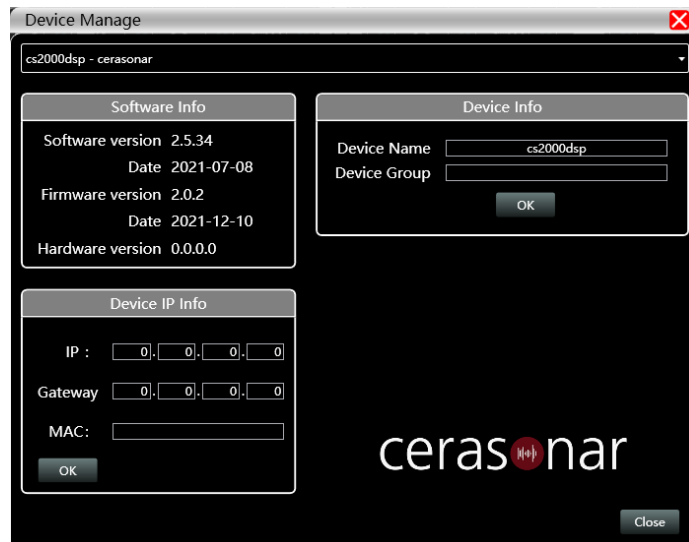 Device Manage
cs2000dsp - cerasonar
Software Info
Software version 2.5.34
Date 2021-07-08
Firmware version 2.0.2
Date 2021-12-10
Hardware version 0.0.0.0
Device Info
Device Name cs2000dsp
Device Group
OK
Device IP Info
IP : 0. 0. 0. 0
Gateway 0. 0. 0. 0
MAC:
OK
cerasonar
Close